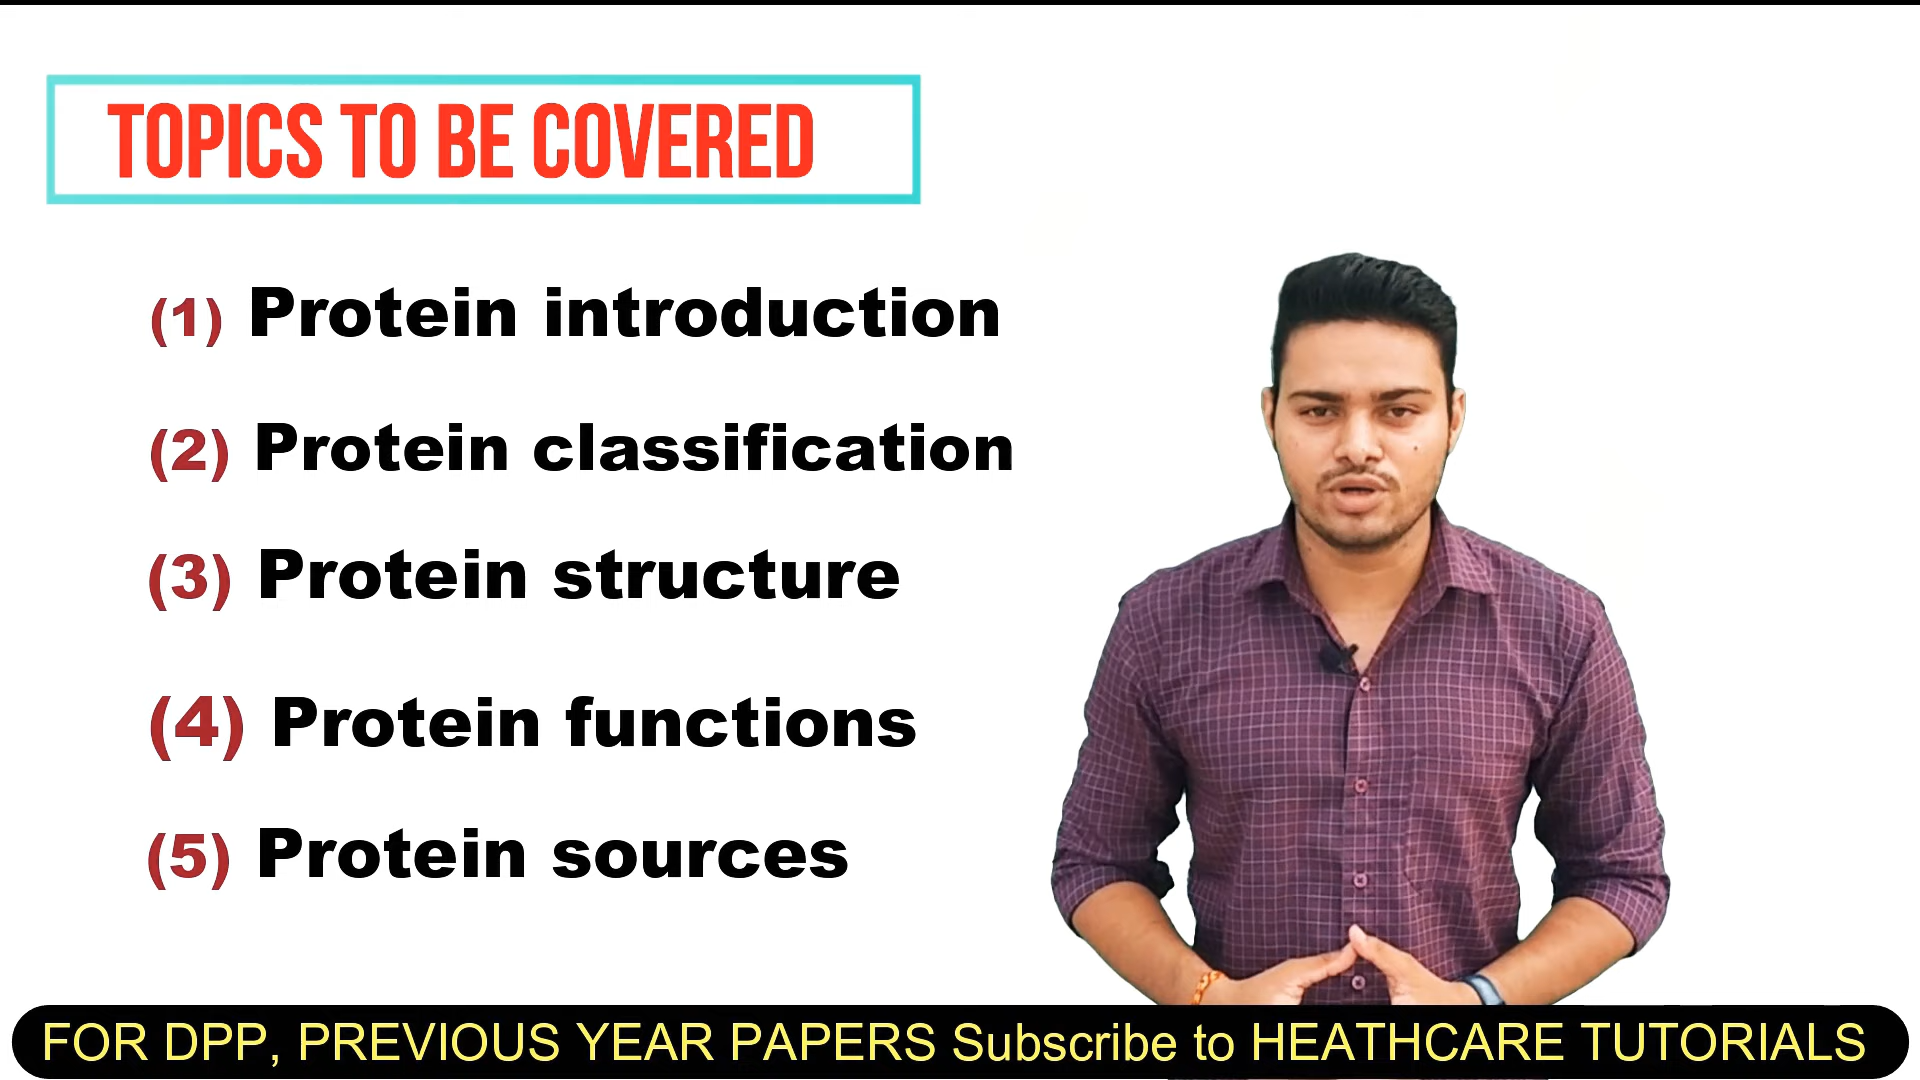 TOPICS TO BE COVERED
(1) Protein introduction
(2) Protein classification
(3) Protein structure
(4) Protein functions
(5) Protein sources
FOR DPP, PREVIOUS YEAR PAPERS Subscribe to HEATHCARE TUTORIALS